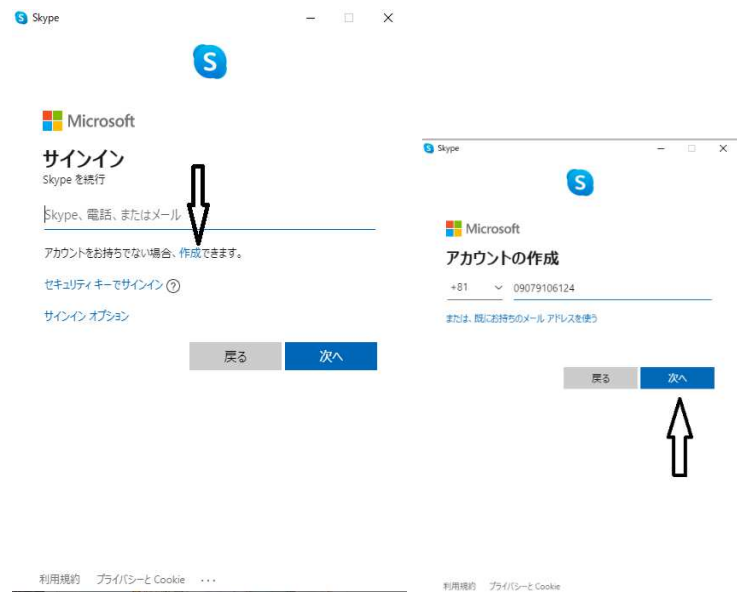 Skype
Microsoft
サインイン
Skype を続行
Skype、電話、またはメール
アカウントをお持ちでない場合、作成できます。
セキュリティ キーでサインイン
サインイン オプション
戻る 次へ
利用規約 プライバシーと Cookie ...
Skype
Microsoft
アカウントの作成
+81 09079106124
または、既にお持ちのメール アドレスを使う
戻る 次へ
利用規約 プライバシーと Cookie